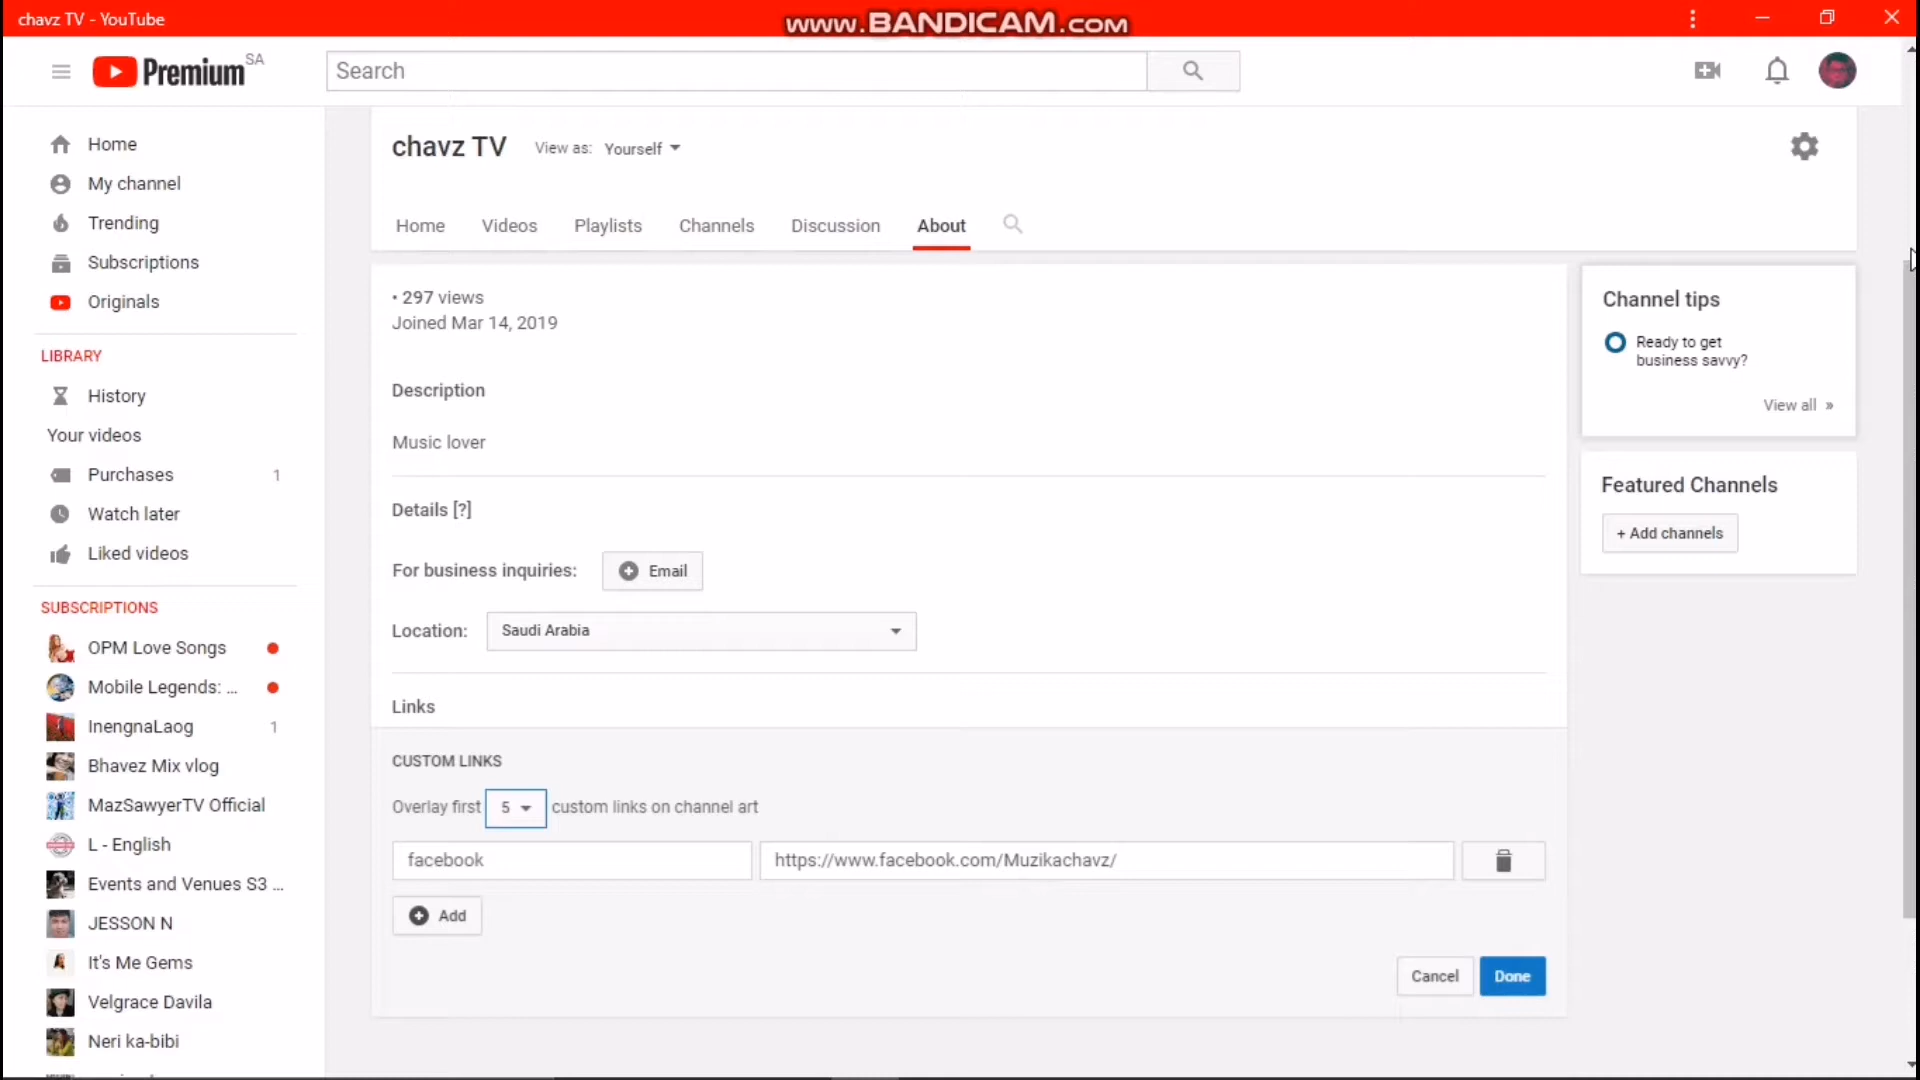 chavz TV - YouTube
www.BANDICAM.com
Premium SA
Search
Home
My channel
Trending
Subscriptions
Originals
LIBRARY
History
Your videos
Purchases 1
Watch later
Liked videos
SUBSCRIPTIONS
OPM Love Songs
Mobile Legends: ...
InengnaLaog 1
Bhavez Mix vlog
MazSawyerTV Official
L - English
Events and Venues S3 ...
JESSON N
It's Me Gems
Velgrace Davila
Neri ka-bibi
chavz TV View as: Yourself
Home Videos Playlists Channels Discussion About
• 297 views
Joined Mar 14, 2019
Description
Music lover
Details [?]
For business inquiries: Email
Location: Saudi Arabia
Links
CUSTOM LINKS
Overlay first 5 custom links on channel art
facebook https://www.facebook.com/Muzikachavz/
Add
Cancel Done
Channel tips
Ready to get
business savvy?
View all »
Featured Channels
+ Add channels